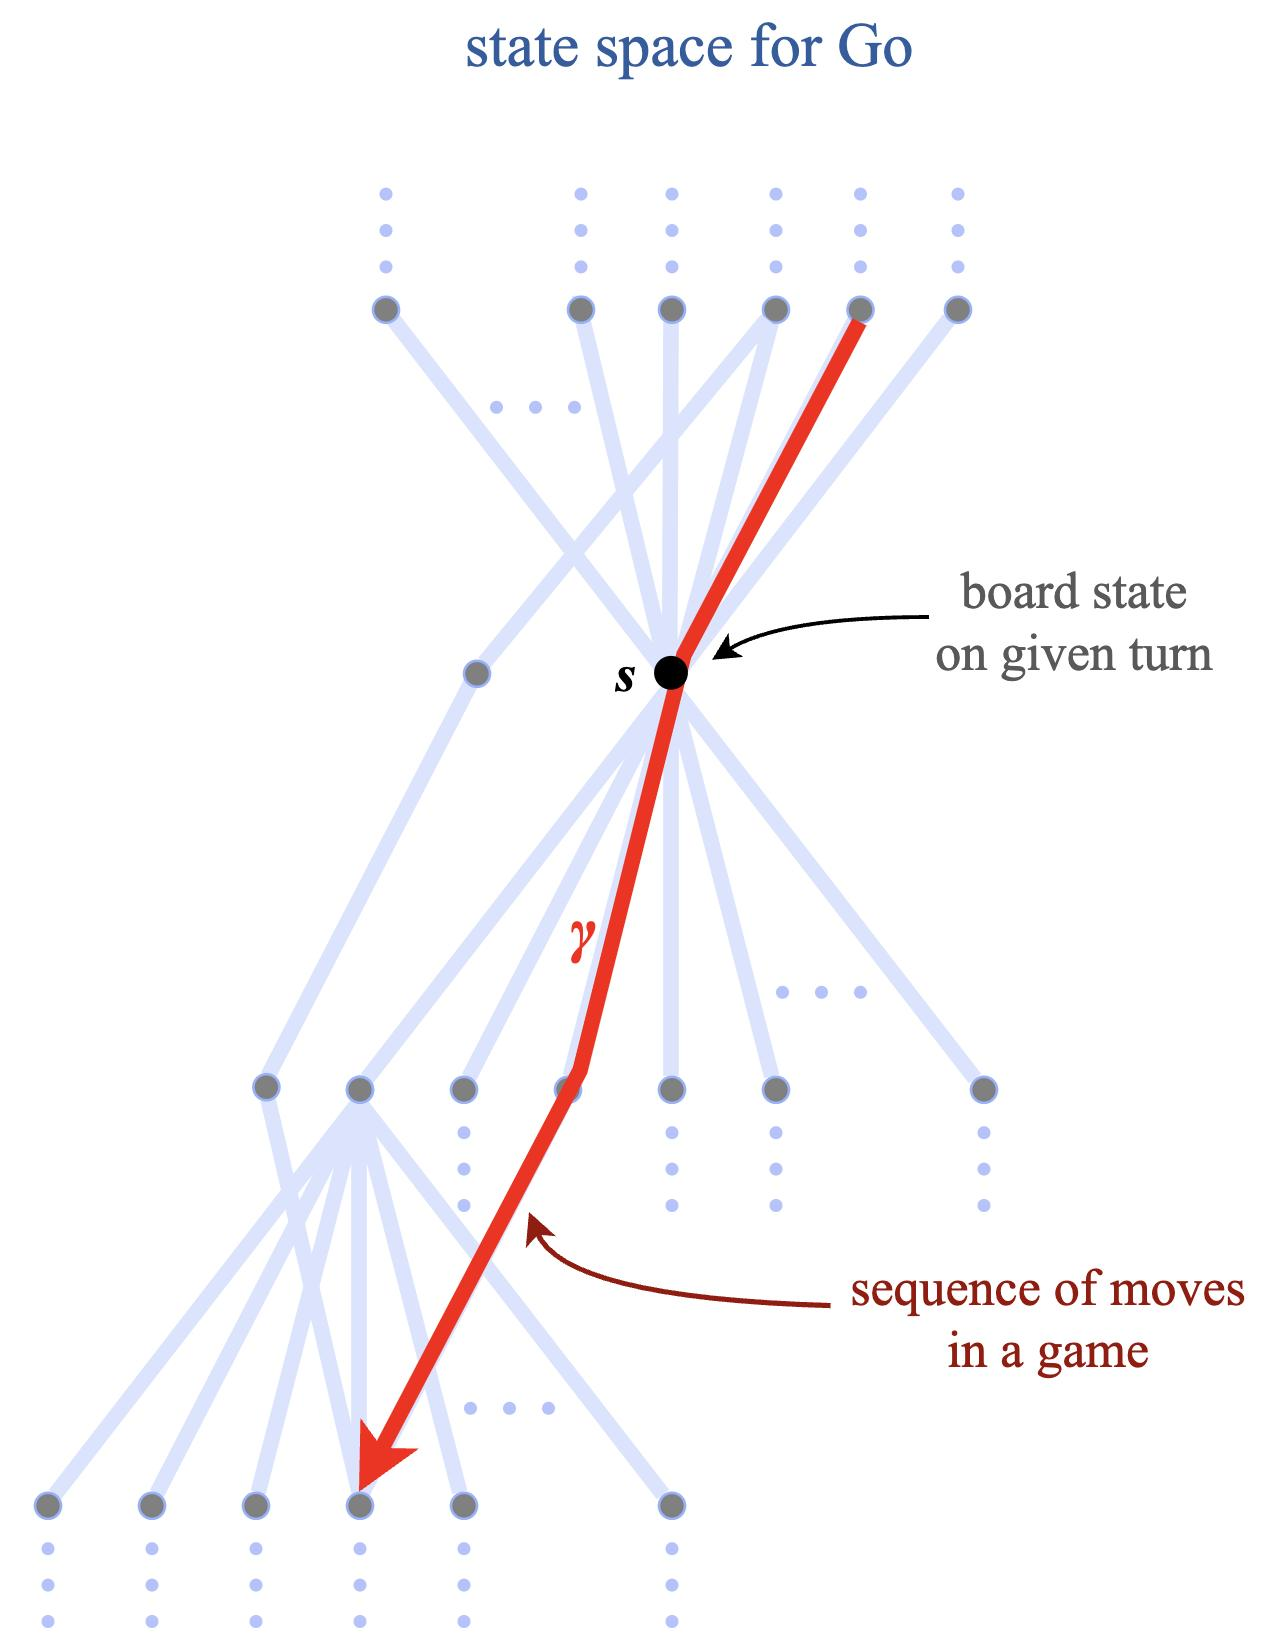 state space for Go
board state
on given turn
s
γ
sequence of moves
in a game